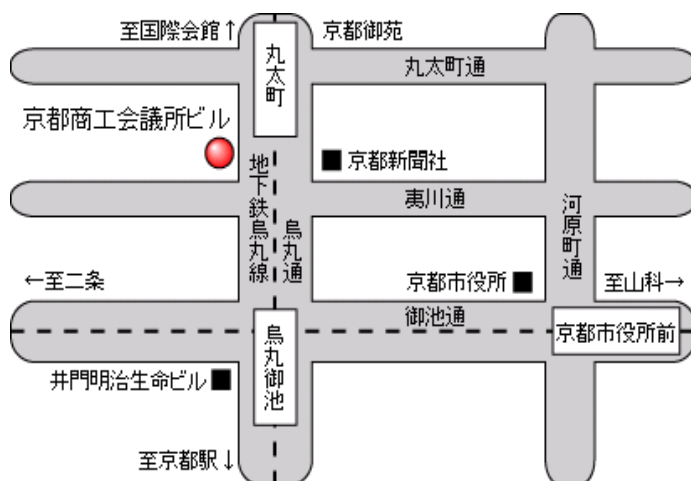 至国際会館↑
京都御苑
丸太町
丸太町通
京都商工会議所ビル
京都新聞社
地下鉄烏丸線
烏丸通
夷川通
河原町通
←至二条
京都市役所
至山科→
御池通
烏丸御池
京都市役所前
井門明治生命ビル
至京都駅↓